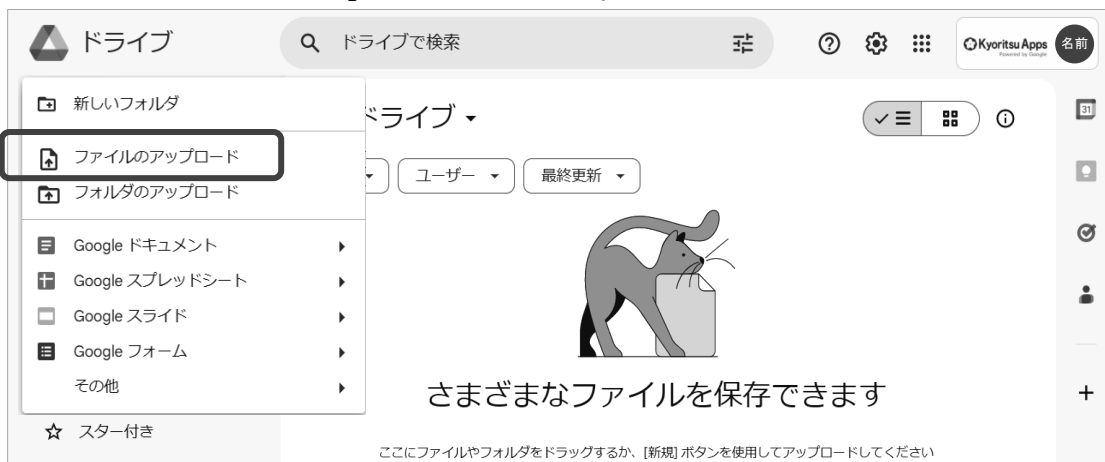 ドライブ
ドライブで検索
Kyoritsu Apps
Powered by Google
名前
新しいフォルダ
ファイルのアップロード
フォルダのアップロード
Google ドキュメント
Google スプレッドシート
Google スライド
Google フォーム
その他
スター付き
ドライブ
ユーザー
最終更新
31
さまざまなファイルを保存できます
ここにファイルやフォルダをドラッグするか、[新規] ボタンを使用してアップロードしてください